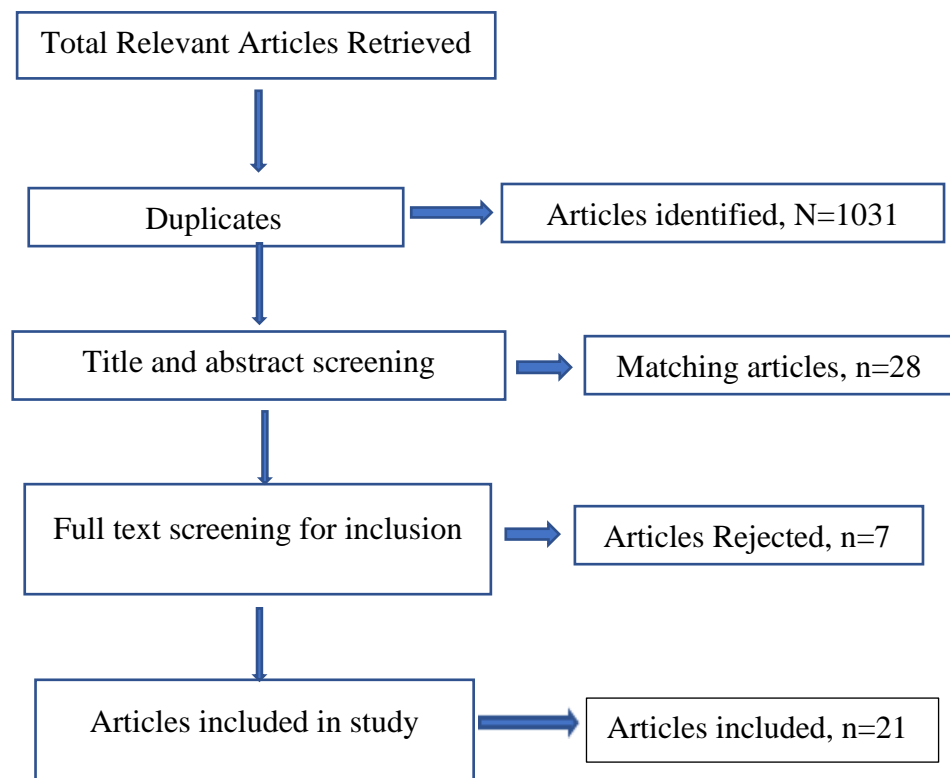 Total Relevant Articles Retrieved
Duplicates
Articles identified, N=1031
Title and abstract screening
Matching articles, n=28
Full text screening for inclusion
Articles Rejected, n=7
Articles included in study
Articles included, n=21